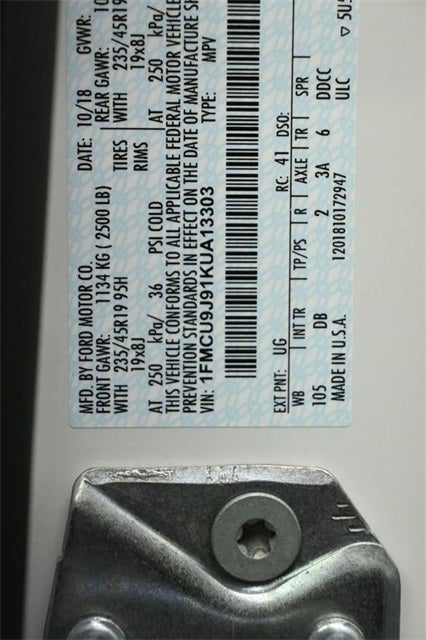 MFD. BY FORD MOTOR CO. DATE: 10/18 GVWR:
FRONT GAWR: 1134 KG ( 2500 LB) REAR GAWR: 10
WITH 235/45R19 95H TIRES WITH 235/45R19
19x8J RIMS 19x8J
AT 250 kPa/ 36 PSI COLD AT 250 kPa/
THIS VEHICLE CONFORMS TO ALL APPLICABLE FEDERAL MOTOR VEHICLE
PREVENTION STANDARDS IN EFFECT ON THE DATE OF MANUFACTURE SH
VIN: 1FMCU9J91KUA13303 TYPE: MPV
EXT PNT: UG RC: 41 DSO:
WB INT TR TP/PS R AXLE TR SPR
105 DB 2 3A 6 DDCC
MADE IN U.S.A. 1201810172947 ULC
▽ 5U5